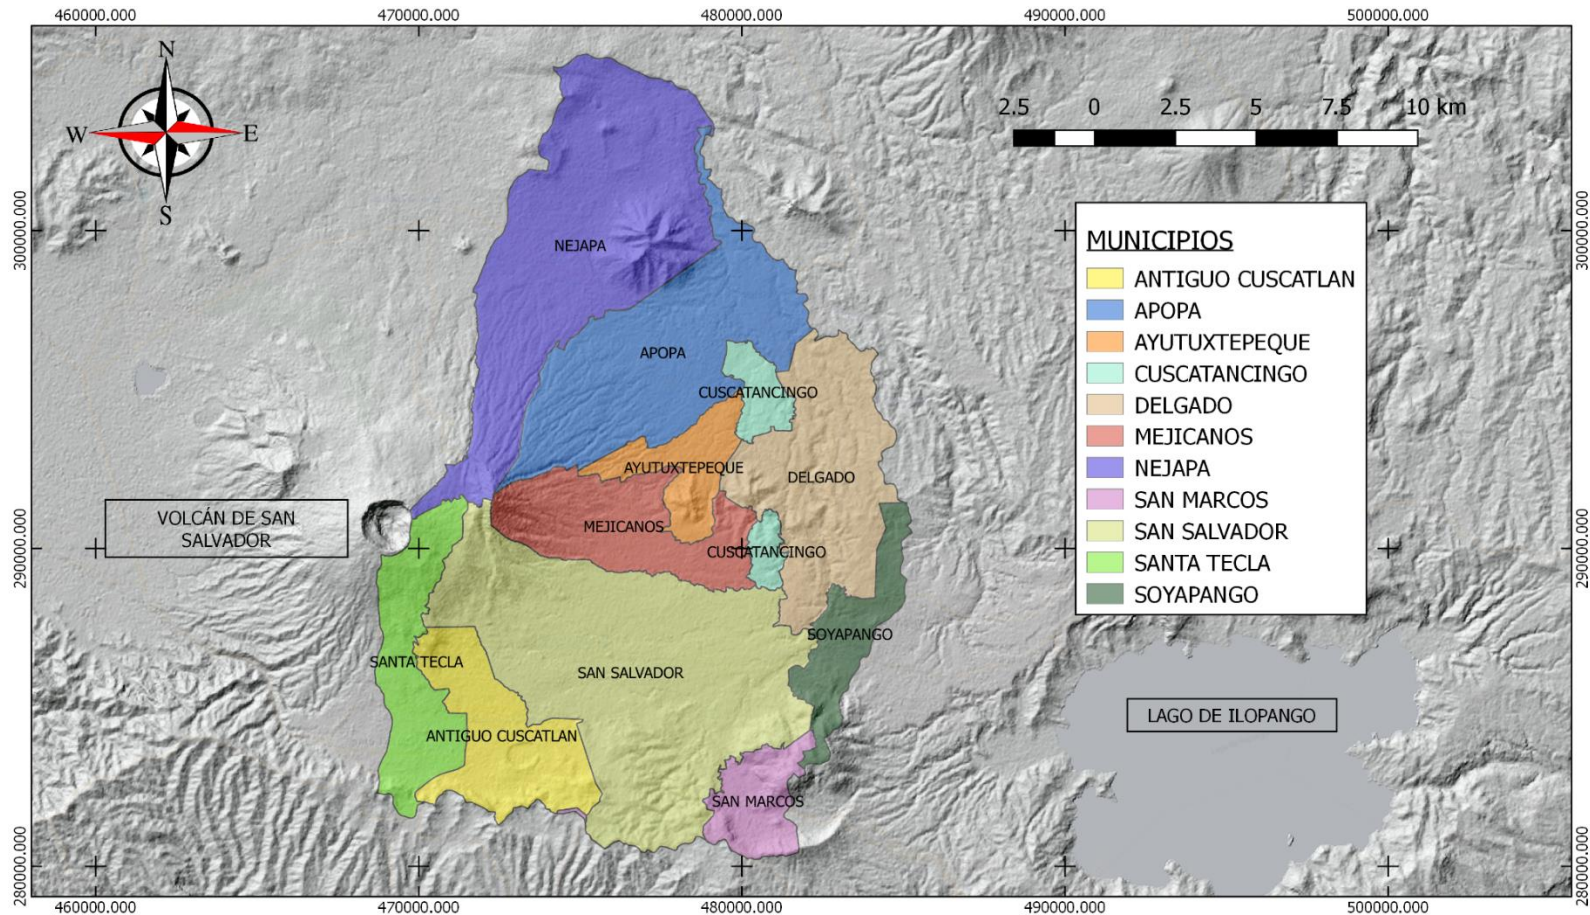 460000.000 470000.000 480000.000 490000.000 500000.000
N
W E
S
2.5 0 2.5 5 7.5 10 km
300000.000 300000.000
MUNICIPIOS
ANTIGUO CUSCATLAN
APOPA
AYUTUXTEPEQUE
CUSCATANCINGO
DELGADO
MEJICANOS
NEJAPA
SAN MARCOS
SAN SALVADOR
SANTA TECLA
SOYAPANGO
NEJAPA
APOPA
CUSCATANCINGO
AYUTUXTEPEQUE
DELGADO
VOLCÁN DE SAN
SALVADOR
MEJICANOS
CUSCATANCINGO
290000.000 290000.000
SOYAPANGO
SANTA TECLA
SAN SALVADOR
LAGO DE ILOPANGO
ANTIGUO CUSCATLAN
SAN MARCOS
280000.000 280000.000
460000.000 470000.000 480000.000 490000.000 500000.000